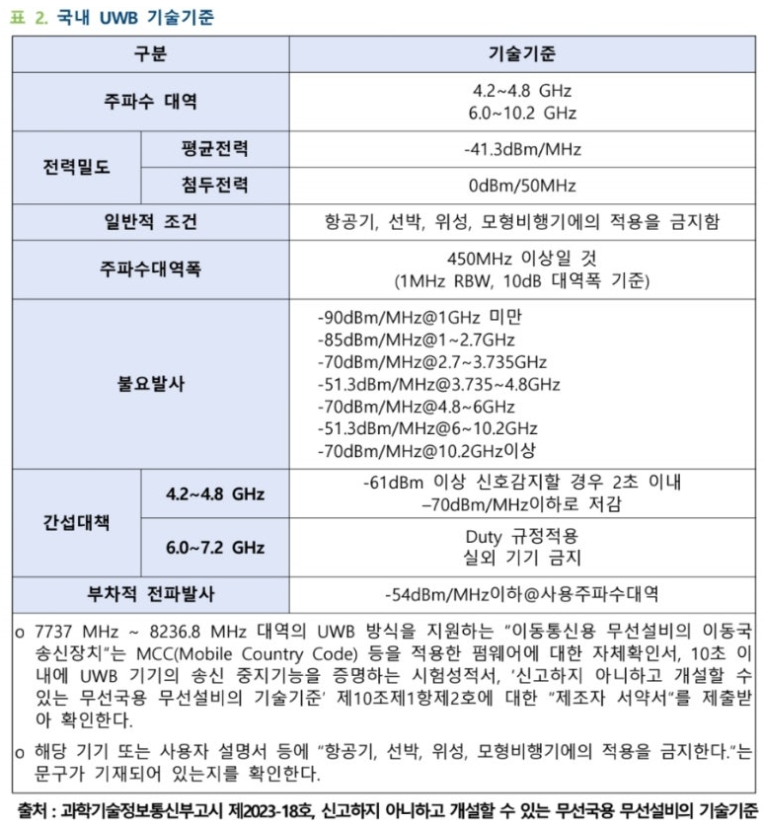 표 2. 국내 UWB 기술기준
구분 기술기준
주파수 대역 4.2~4.8 GHz
6.0~10.2 GHz
전력밀도 평균전력 -41.3dBm/MHz
첨두전력 0dBm/50MHz
일반적 조건 항공기, 선박, 위성, 모형비행기에의 적용을 금지함
주파수대역폭 450MHz 이상일 것
(1MHz RBW, 10dB 대역폭 기준)
불요발사 -90dBm/MHz@1GHz 미만
-85dBm/MHz@1~2.7GHz
-70dBm/MHz@2.7~3.735GHz
-51.3dBm/MHz@3.735~4.8GHz
-70dBm/MHz@4.8~6GHz
-51.3dBm/MHz@6~10.2GHz
-70dBm/MHz@10.2GHz이상
간섭대책 4.2~4.8 GHz -61dBm 이상 신호감지할 경우 2초 이내
–70dBm/MHz이하로 저감
6.0~7.2 GHz Duty 규정적용
실외 기기 금지
부차적 전파발사 -54dBm/MHz이하@사용주파수대역
o 7737 MHz ~ 8236.8 MHz 대역의 UWB 방식을 지원하는 “이동통신용 무선설비의 이동국
송신장치”는 MCC(Mobile Country Code) 등을 적용한 펌웨어에 대한 자체확인서, 10초 이
내에 UWB 기기의 송신 중지기능을 증명하는 시험성적서, ‘신고하지 아니하고 개설할 수
있는 무선국용 무선설비의 기술기준’ 제10조제1항제2호에 대한 “제조자 서약서”를 제출받
아 확인한다.
o 해당 기기 또는 사용자 설명서 등에 “항공기, 선박, 위성, 모형비행기에의 적용을 금지한다.”는
문구가 기재되어 있는지를 확인한다.
출처 : 과학기술정보통신부고시 제2023-18호, 신고하지 아니하고 개설할 수 있는 무선국용 무선설비의 기술기준